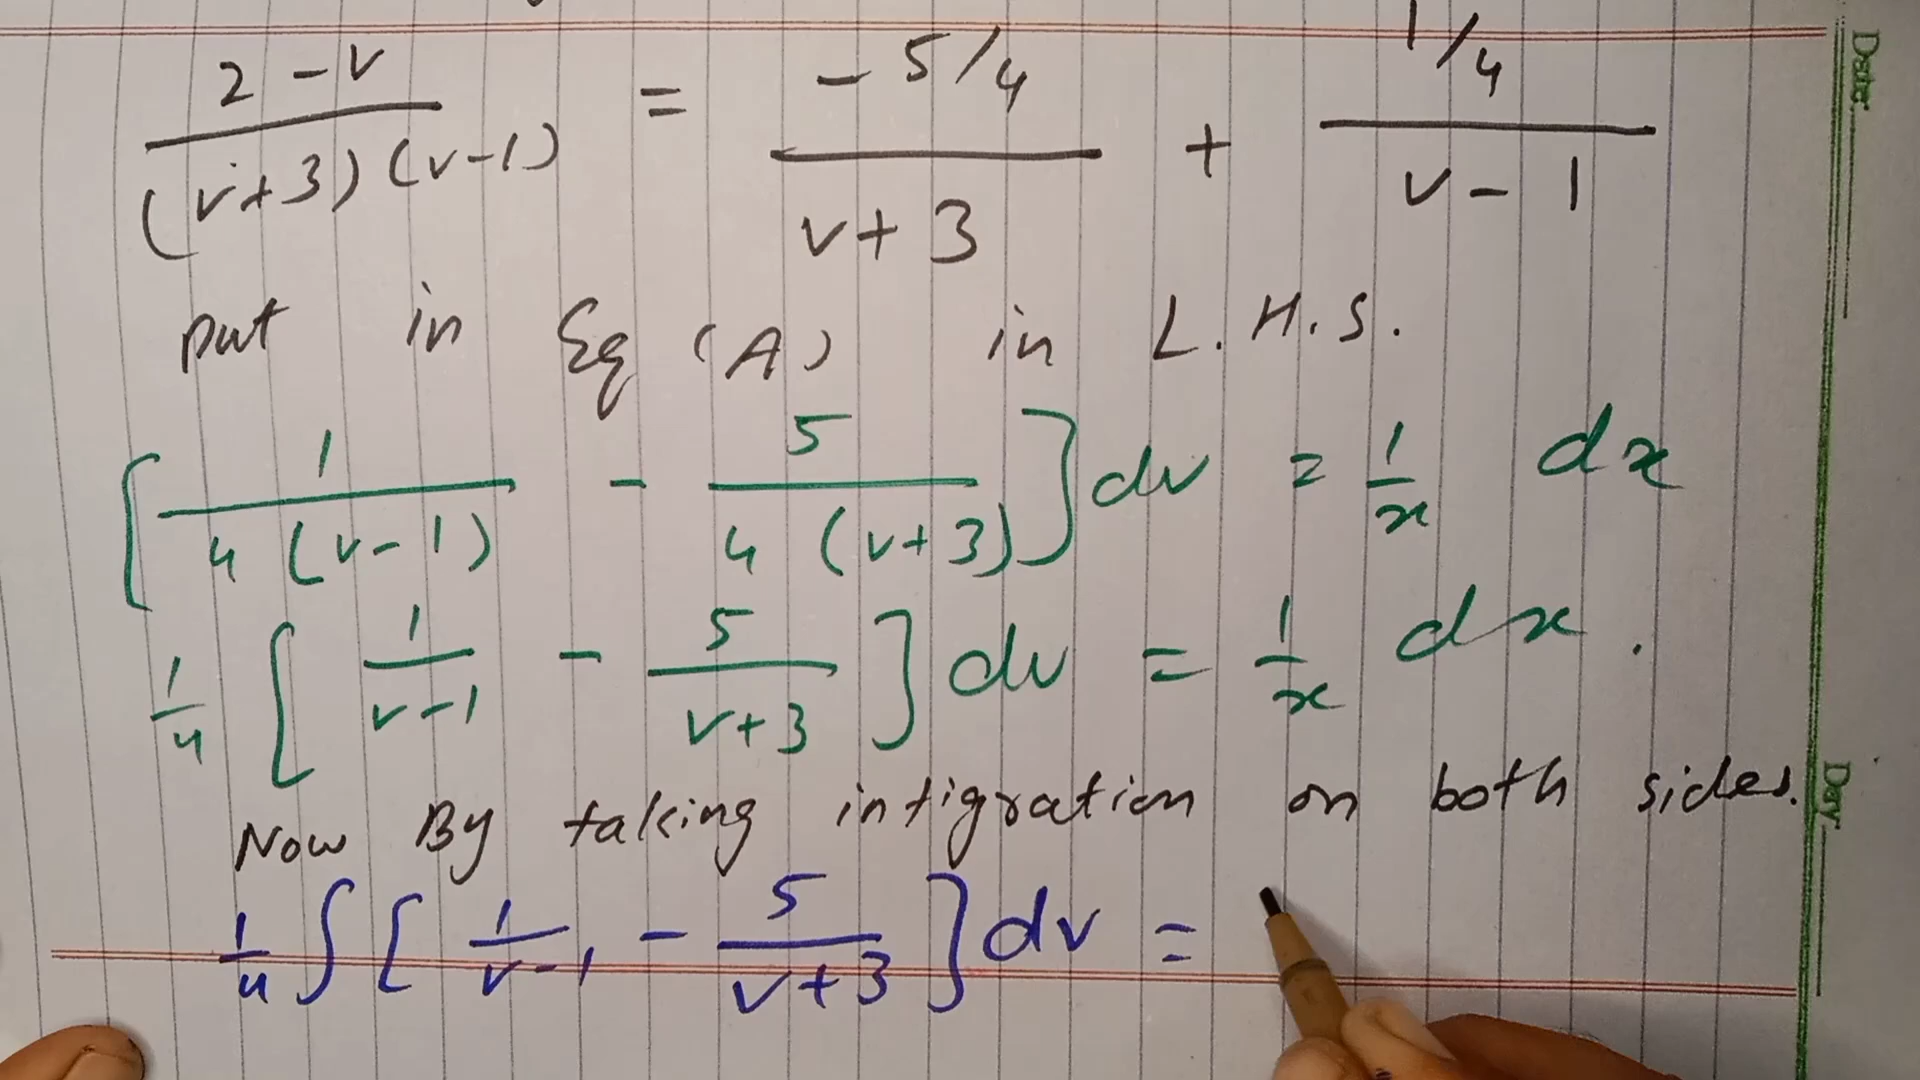 Date:
(2 - v)/((v+3)(v-1)) = (-5/4)/(v+3) + (1/4)/(v-1)
put in Eq (A) in L.H.S.
[1/(4(v-1)) - 5/(4(v+3))] dv = 1/x dx
1/4 [1/(v-1) - 5/(v+3)] dv = 1/x dx.
Day
Now By taking intigration on both sides.
1/4 ∫ [1/(v-1) - 5/(v+3)] dv =